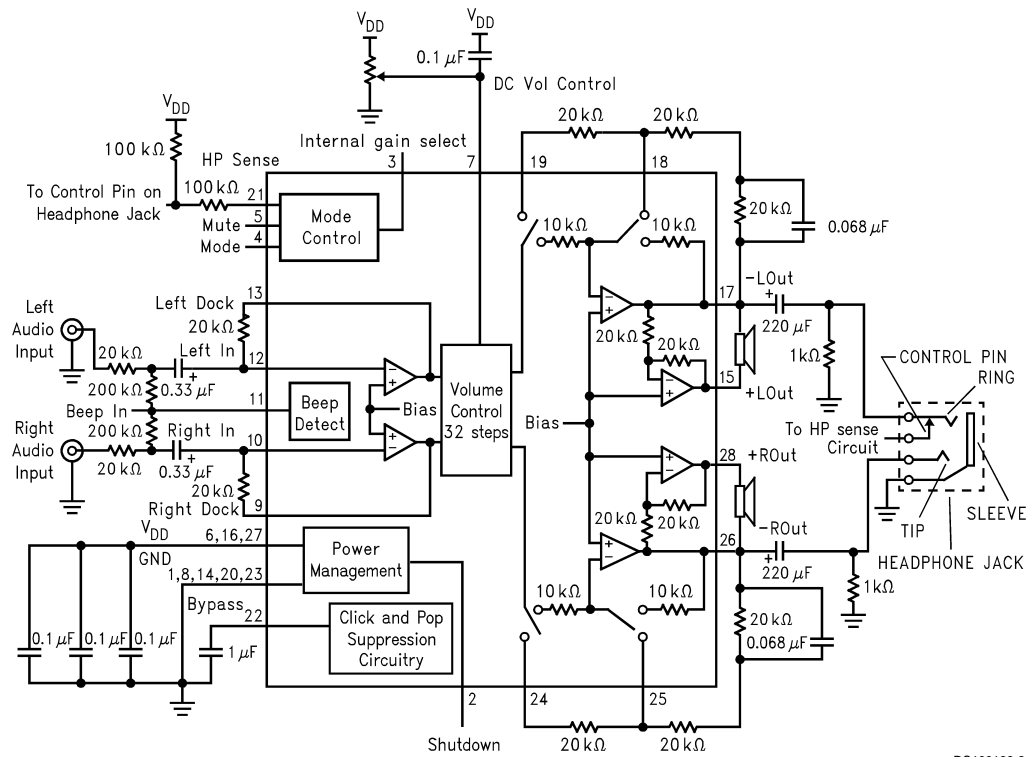 V_DD
V_DD
0.1 μF
DC Vol Control
V_DD
100 kΩ
HP Sense
Internal gain select
3
7
19
18
20 kΩ
20 kΩ
To Control Pin on
Headphone Jack
100 kΩ
21
Mute
5
Mode
4
Mode
Control
10 kΩ
10 kΩ
20 kΩ
0.068 μF
Left
Audio
Input
Left Dock
13
20 kΩ
20 kΩ
Left In
12
200 kΩ
0.33 μF
+
Beep In
11
Beep
Detect
Bias
Volume
Control
32 steps
−
+
−
+
−
+
20 kΩ
20 kΩ
−
+
17
−LOut
+
220 μF
1 kΩ
15
+LOut
CONTROL PIN
RING
To HP sense
Circuit
TIP
SLEEVE
HEADPHONE JACK
Bias
Right
Audio
Input
200 kΩ
Right In
10
20 kΩ
0.33 μF
+
20 kΩ
Right Dock
9
+
−
28
+ROut
20 kΩ
20 kΩ
+
−
26
−ROut
+
220 μF
1 kΩ
V_DD
6,16,27
GND
1,8,14,20,23
Power
Management
Bypass
22
Click and Pop
Suppression
Circuitry
0.1 μF
0.1 μF
0.1 μF
1 μF
10 kΩ
10 kΩ
20 kΩ
0.068 μF
2
24
25
Shutdown
20 kΩ
20 kΩ